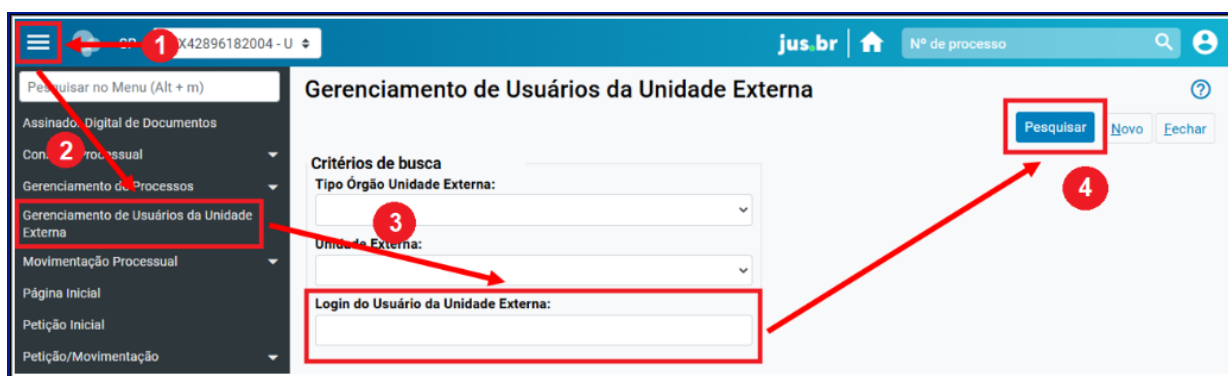 1
X42896182004 - U
jus.br
Nº de processo
Pesquisar no Menu (Alt + m)
Gerenciamento de Usuários da Unidade Externa
Assinador Digital de Documentos
Pesquisar
Novo
Fechar
2
Processual
Critérios de busca
Gerenciamento de Processos
Tipo Órgão Unidade Externa:
4
Gerenciamento de Usuários da Unidade
Externa
3
Unidade Externa:
Movimentação Processual
Página Inicial
Login do Usuário da Unidade Externa:
Petição Inicial
Petição/Movimentação